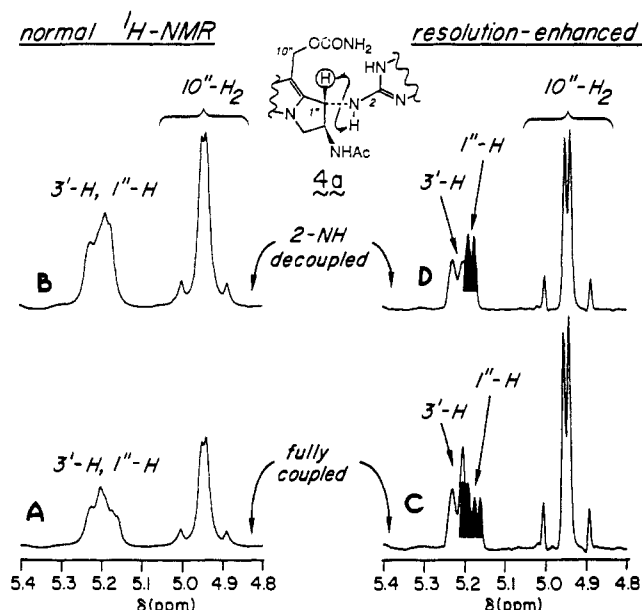 normal ¹H-NMR
resolution-enhanced
10"
OCONH₂
H
HN
N
1"
N
2
H
N
NHAc
4a
10"-H₂
3'-H, 1"-H
B
2-NH
decoupled
10"-H₂
1"-H
3'-H
D
3'-H, 1"-H
A
fully
coupled
1"-H
3'-H
C
5.4 5.3 5.2 5.1 5.0 4.9 4.8
δ(ppm)
5.4 5.3 5.2 5.1 5.0 4.9 4.8
δ(ppm)